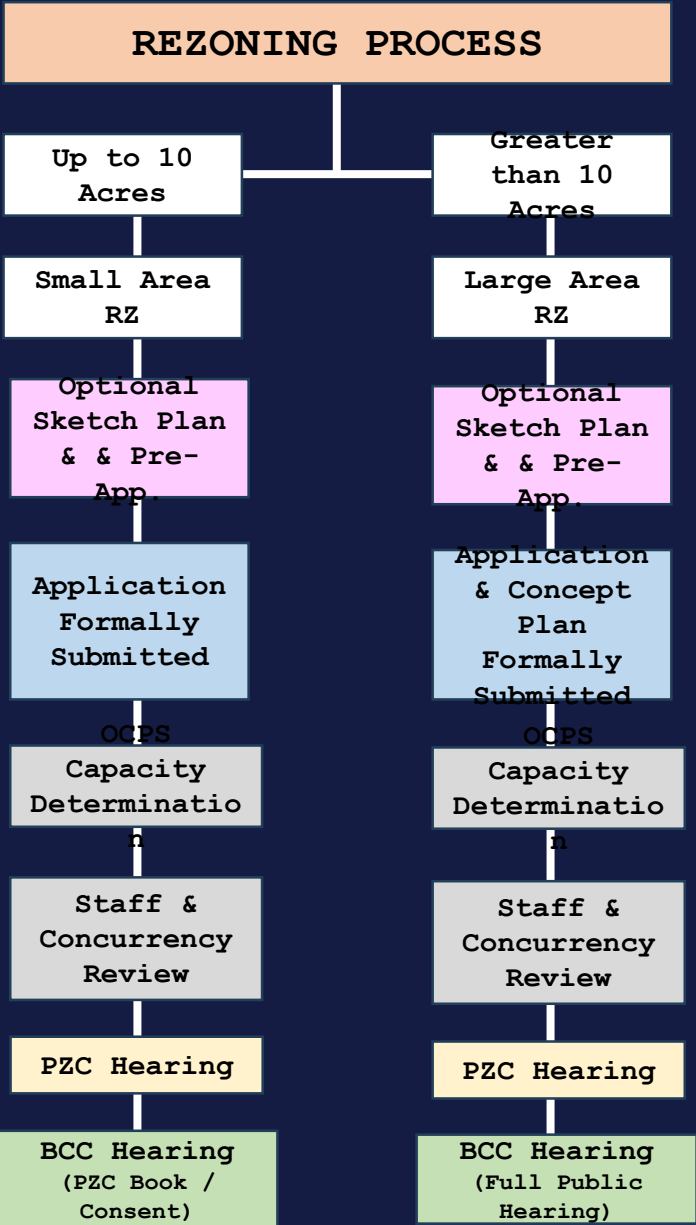 REZONING PROCESS
Up to 10
Acres
Small Area
RZ
Optional
Sketch Plan
& & Pre-
App.
Application
Formally
Submitted
OCPS
Capacity
Determinatio
n
Staff &
Concurrency
Review
PZC Hearing
BCC Hearing
(PZC Book /
Consent)
Greater
than 10
Acres
Large Area
RZ
Optional
Sketch Plan
& & Pre-
App.
Application
& Concept
Plan
Formally
Submitted
OCPS
Capacity
Determinatio
n
Staff &
Concurrency
Review
PZC Hearing
BCC Hearing
(Full Public
Hearing)